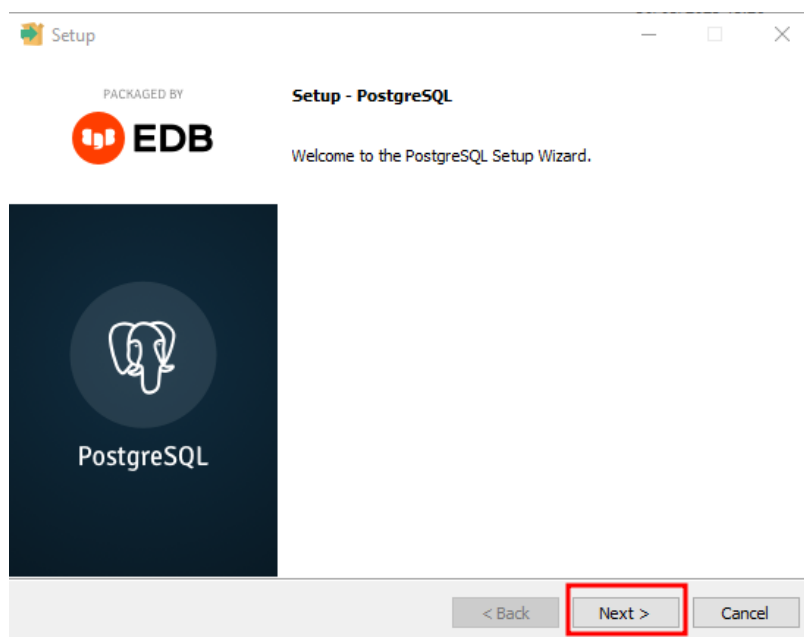 Setup
PACKAGED BY
EDB
Setup - PostgreSQL
Welcome to the PostgreSQL Setup Wizard.
PostgreSQL
< Back
Next >
Cancel